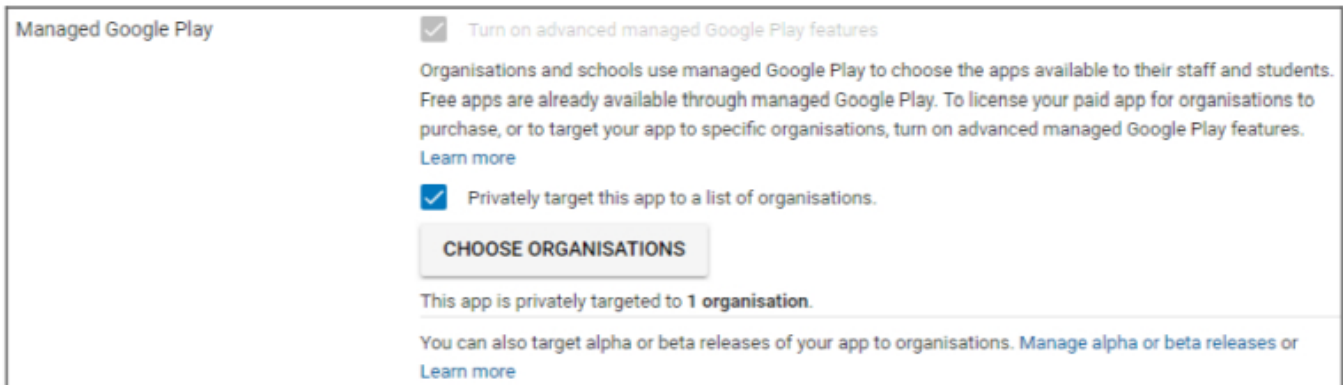 Managed Google Play
Turn on advanced managed Google Play features
Organisations and schools use managed Google Play to choose the apps available to their staff and students.
Free apps are already available through managed Google Play. To license your paid app for organisations to
purchase, or to target your app to specific organisations, turn on advanced managed Google Play features.
Learn more
Privately target this app to a list of organisations.
CHOOSE ORGANISATIONS
This app is privately targeted to 1 organisation.
You can also target alpha or beta releases of your app to organisations. Manage alpha or beta releases or
Learn more